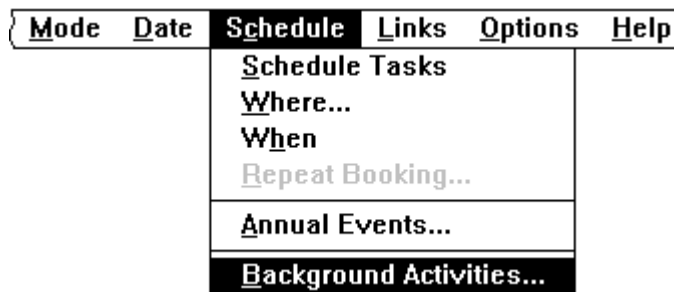 Mode Date Schedule Links Options Help
Schedule Tasks
Where...
When
Repeat Booking...
Annual Events...
Background Activities...